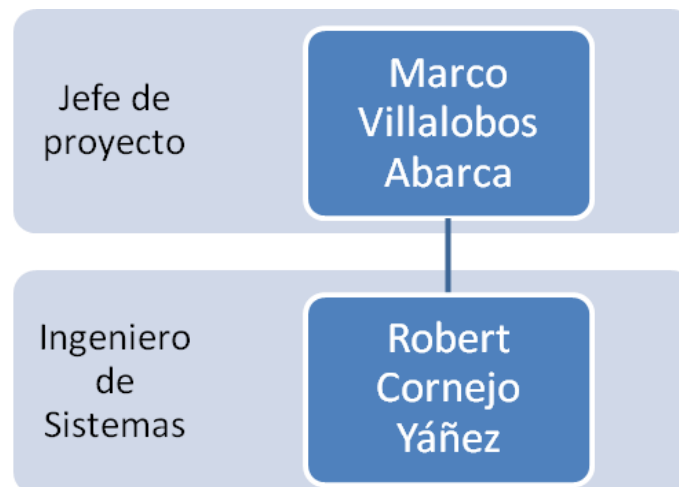 Jefe de
proyecto
Marco
Villalobos
Abarca
Ingeniero
de
Sistemas
Robert
Cornejo
Yáñez